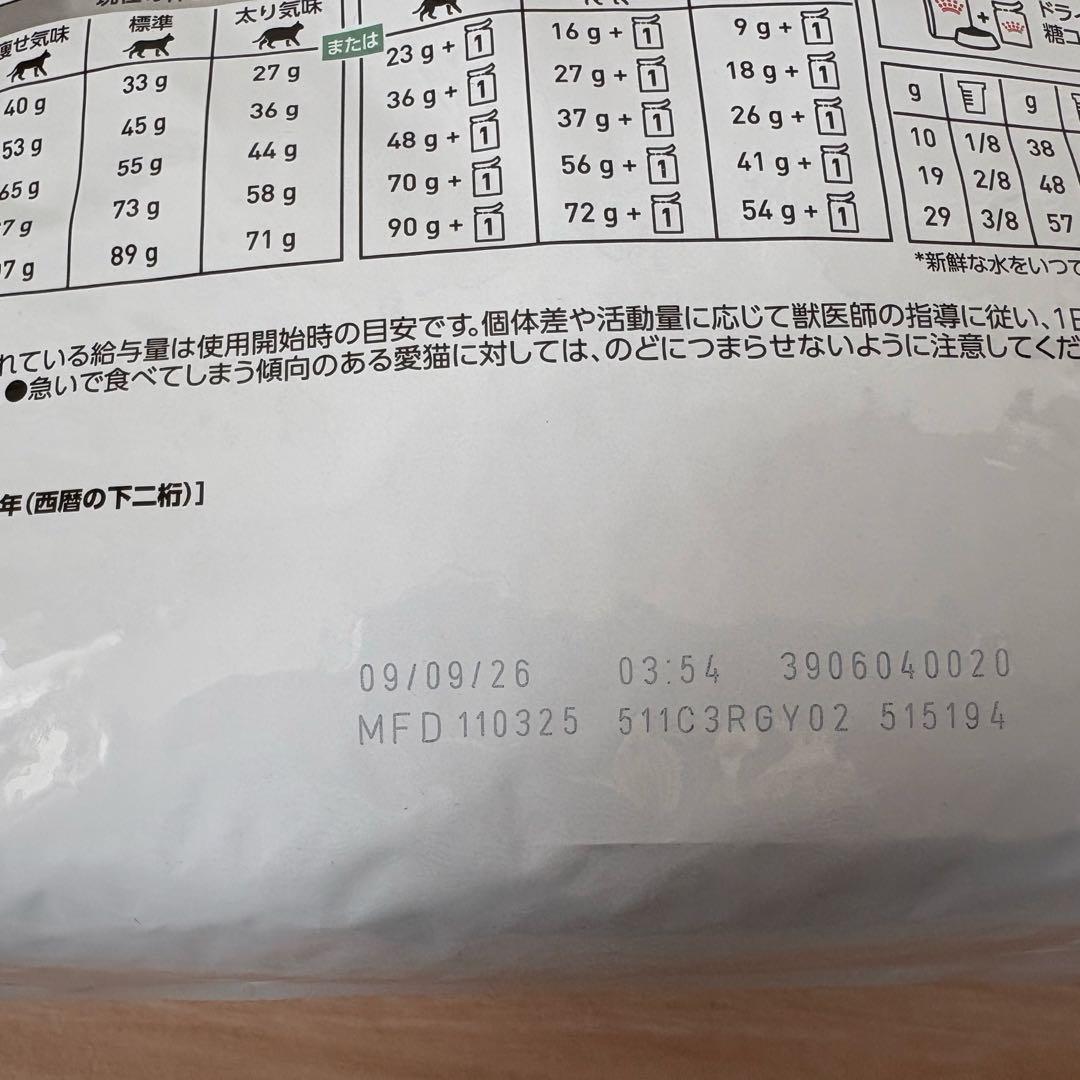 痩せ気味 標準 太り気味
または
40 g 33 g 27 g
53 g 45 g 36 g
65 g 55 g 44 g
7 g 73 g 58 g
7 g 89 g 71 g
23 g + 1 16 g + 1 9 g + 1
36 g + 1 27 g + 1 18 g + 1
48 g + 1 37 g + 1 26 g + 1
70 g + 1 56 g + 1 41 g + 1
90 g + 1 72 g + 1 54 g + 1
ドライ
糖コ
g g
10 1/8 38
19 2/8 48
29 3/8 57
*新鮮な水をいつで
れている給与量は使用開始時の目安です。個体差や活動量に応じて獣医師の指導に従い、1日
●急いで食べてしまう傾向のある愛猫に対しては、のどにつまらせないように注意してくだ
年(西暦の下二桁)]
09/09/26 03:54 3906040020
MFD 110325 511C3RGY02 515194